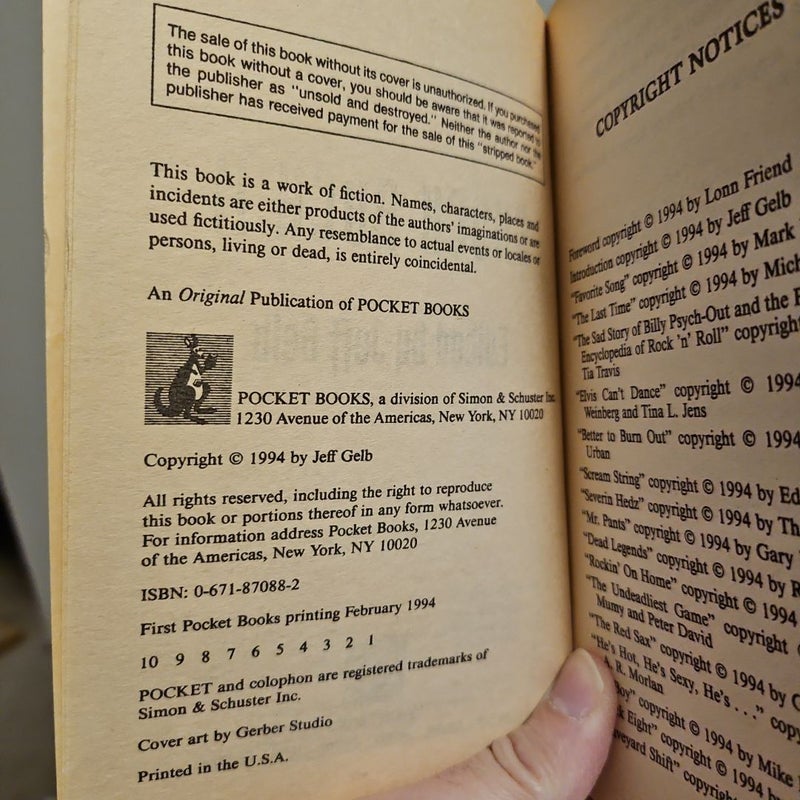 The sale of this book without its cover is unauthorized. If you purchased
this book without a cover, you should be aware that it was reported to
the publisher as "unsold and destroyed." Neither the author nor the
publisher has received payment for the sale of this "stripped book."
This book is a work of fiction. Names, characters, places and
incidents are either products of the authors' imaginations or are
used fictitiously. Any resemblance to actual events or locales or
persons, living or dead, is entirely coincidental.
An Original Publication of POCKET BOOKS
POCKET BOOKS, a division of Simon & Schuster Inc.
1230 Avenue of the Americas, New York, NY 10020
Copyright © 1994 by Jeff Gelb
All rights reserved, including the right to reproduce
this book or portions thereof in any form whatsoever.
For information address Pocket Books, 1230 Avenue
of the Americas, New York, NY 10020
ISBN: 0-671-87088-2
First Pocket Books printing February 1994
10 9 8 7 6 5 4 3 2 1
POCKET and colophon are registered trademarks of
Simon & Schuster Inc.
Cover art by Gerber Studio
Printed in the U.S.A.
COPYRIGHT NOTICES
Foreword copyright © 1994 by Lonn Friend
Introduction copyright © 1994 by Jeff Gelb
"Favorite Song" copyright © 1994 by Mark
"The Last Time" copyright © 1994 by
"The Sad Story of Billy Psych-Out and the
Encyclopedia of Rock 'n' Roll" copyright
Tia Travis
"Elvis Can't Dance" copyright © 1994
Weinberg and Tina L. Jens
"Better to Burn Out" copyright © 1994
Urban
"Scream String" copyright © 1994 by
"Severin Hedz" copyright © 1994 by
"Mr. Pants" copyright © 1994 by Gary
"Dead Legends" copyright © 1994 by
"Rockin' On Home" copyright © 1994
"The Undeadliest Game" copyright
Mumy and Peter David
"The Red Sax" copyright © 1994 by
"He's Hot, He's Sexy, He's . . ."
A. R. Morlan
copyright © 1994 by Mike
Eight" copyright © 1994
Shift" copyright